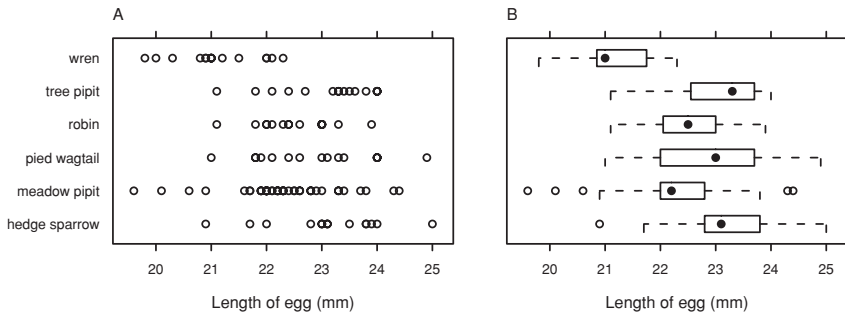 A
B
wren
tree pipit
robin
pied wagtail
meadow pipit
hedge sparrow
20 21 22 23 24 25
20 21 22 23 24 25
Length of egg (mm)
Length of egg (mm)